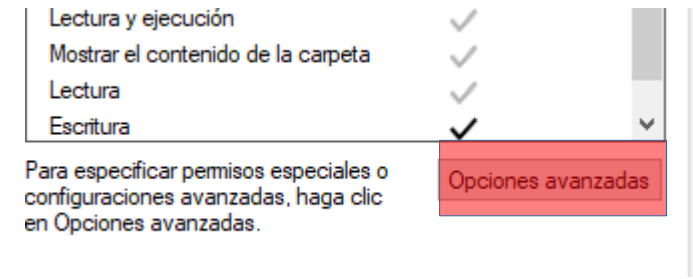 Lectura y ejecución
Mostrar el contenido de la carpeta
Lectura
Escritura
Para especificar permisos especiales o
configuraciones avanzadas, haga clic
en Opciones avanzadas.
Opciones avanzadas